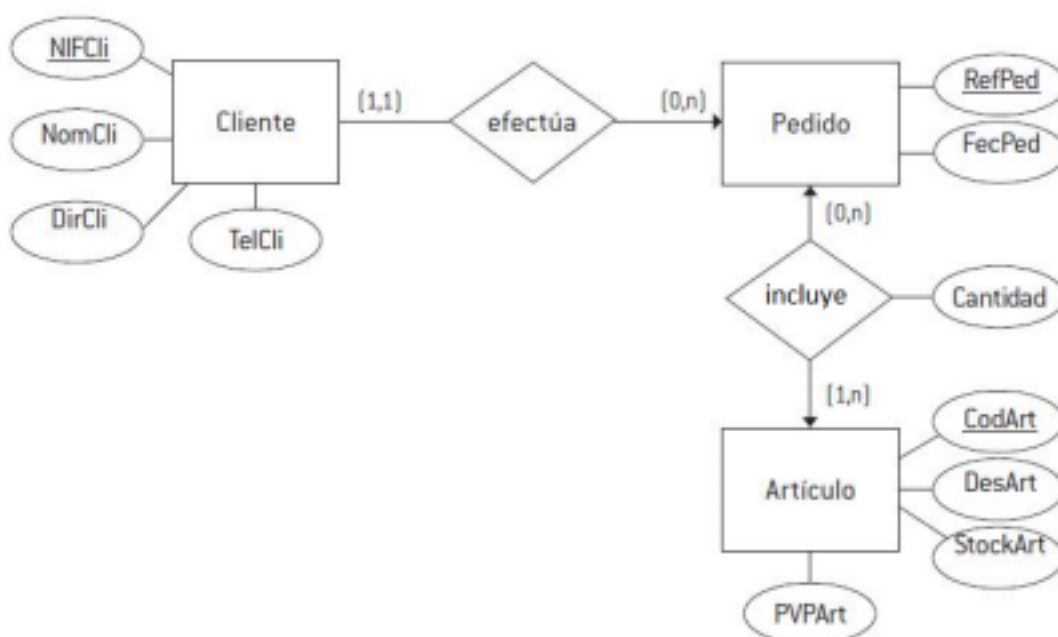 NIFCli
NomCli
DirCli
TelCli
Cliente
(1,1)
efectúa
(0,n)
Pedido
RefPed
FecPed
(0,n)
incluye
Cantidad
(1,n)
Artículo
CodArt
DesArt
StockArt
PVPArt